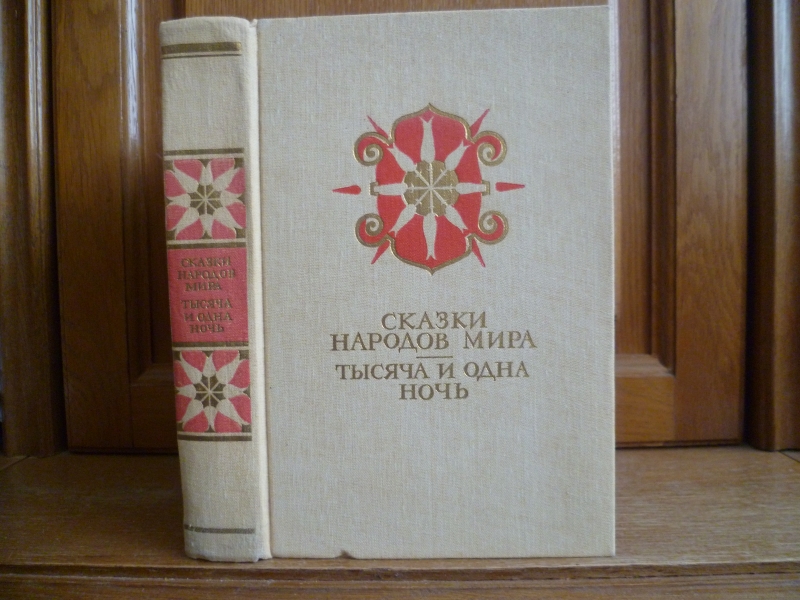 СКАЗКИ
НАРОДОВ
МИРА
ТЫСЯЧА
И ОДНА
НОЧЬ
СКАЗКИ
НАРОДОВ МИРА
ТЫСЯЧА И ОДНА
НОЧЬ